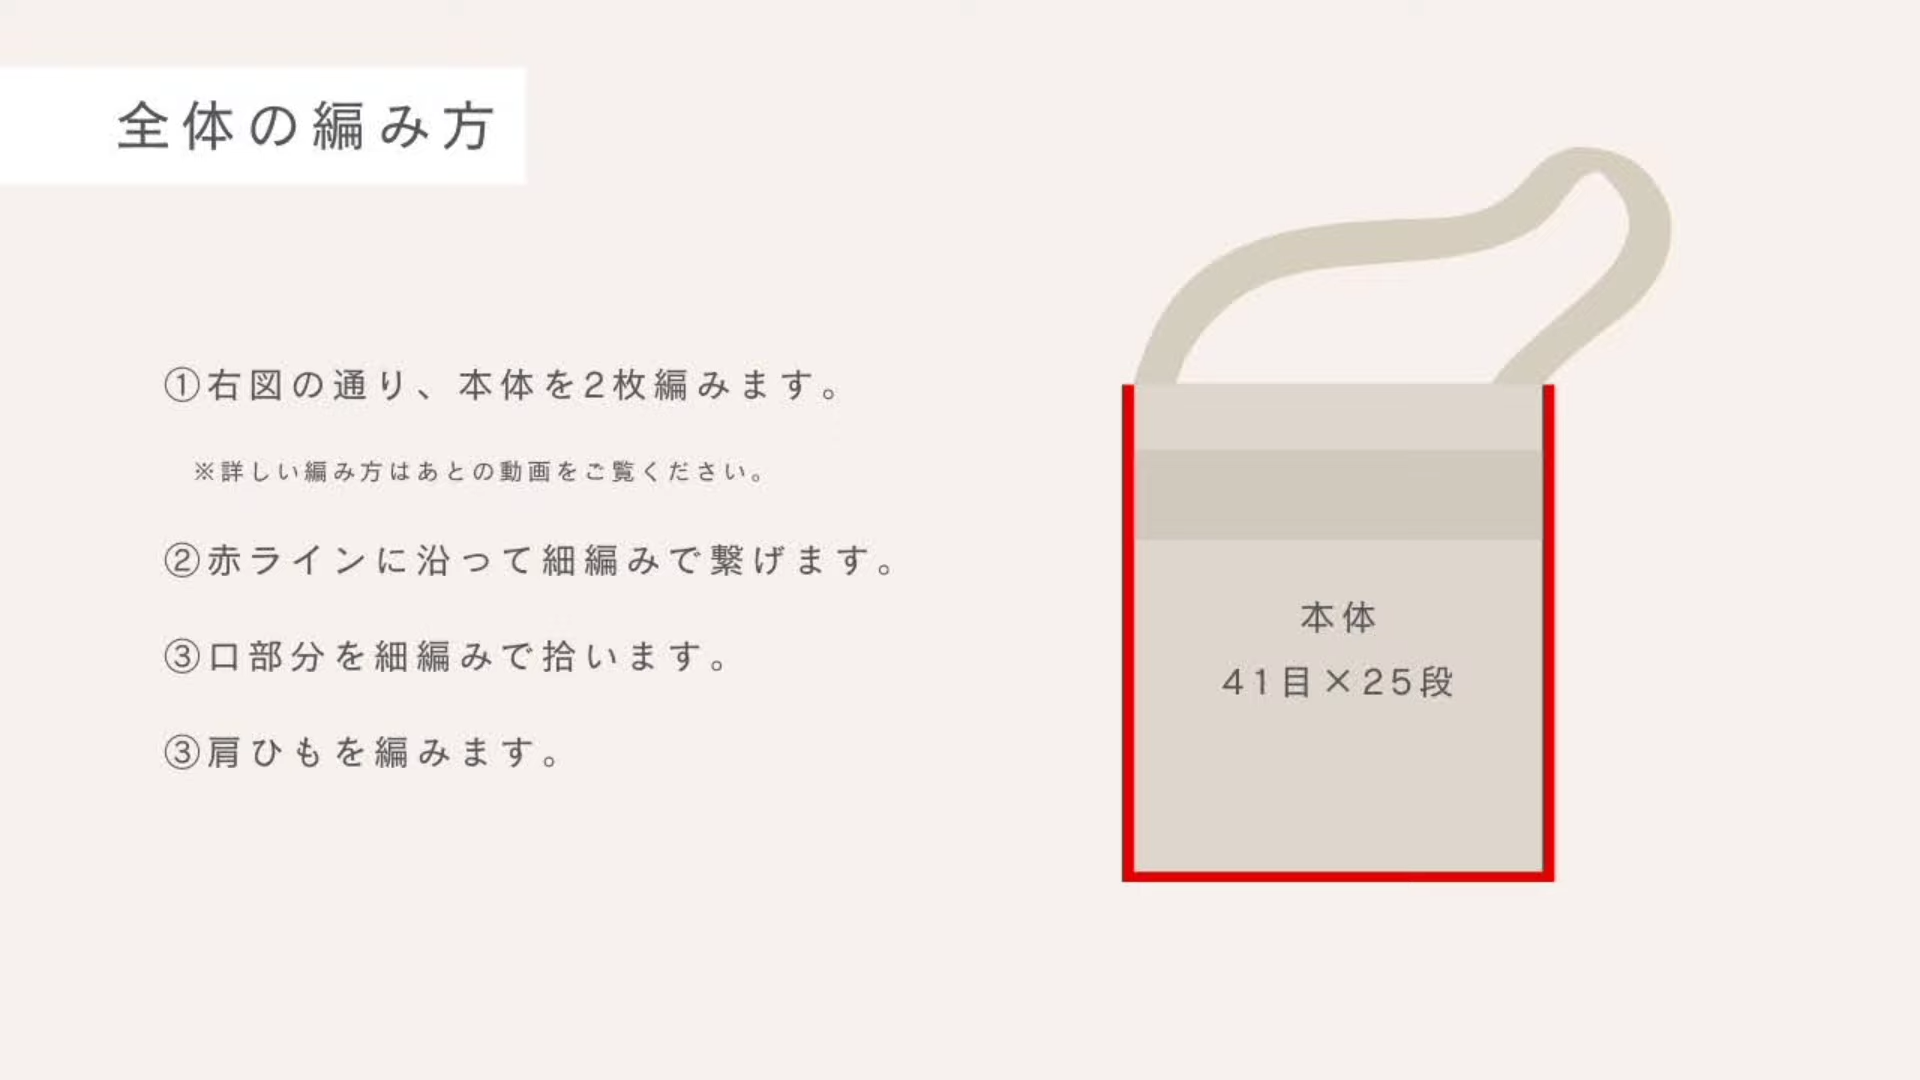 全体の編み方
①右図の通り、本体を2枚編みます。
※詳しい編み方はあとの動画をご覧ください。
②赤ラインに沿って細編みで繋げます。
③口部分を細編みで拾います。
③肩ひもを編みます。
本体
41目×25段